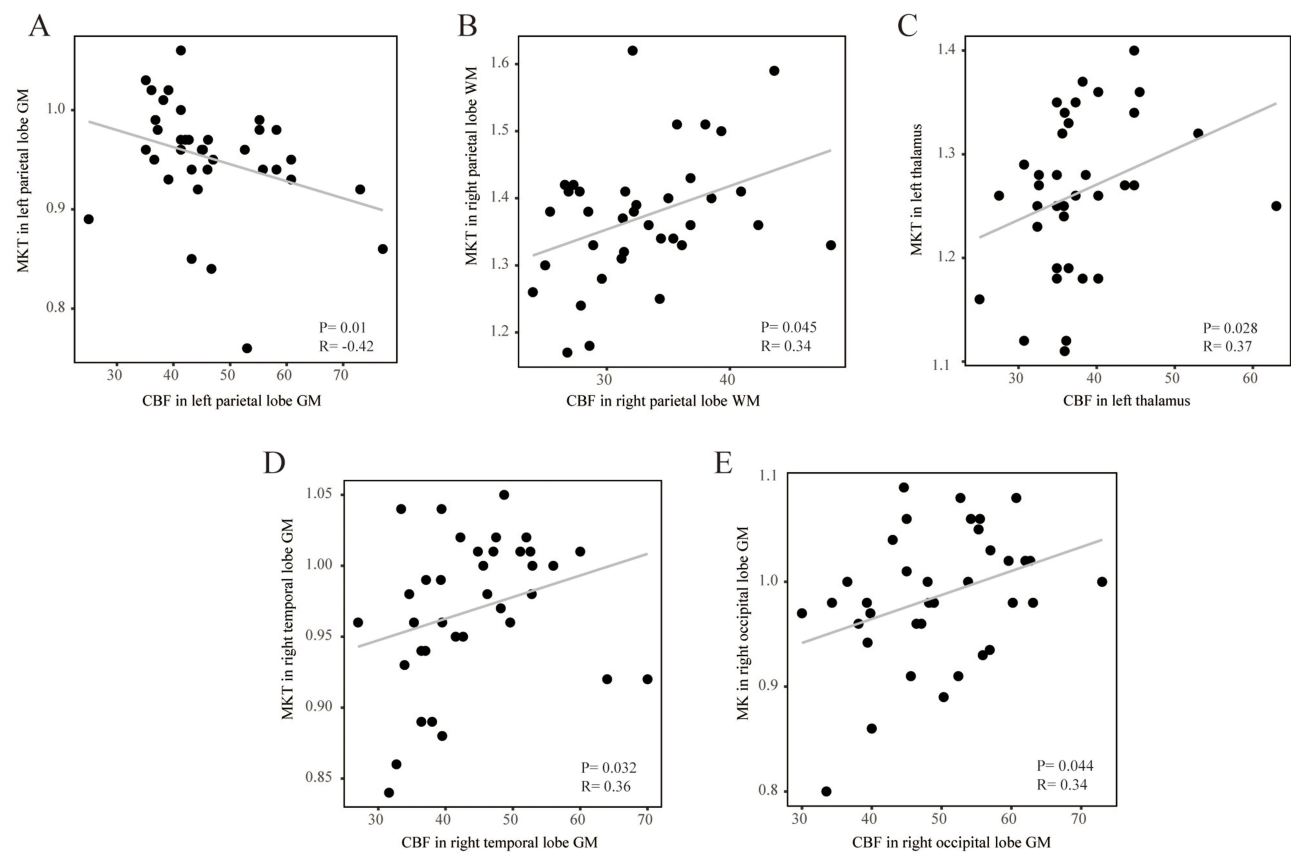 A
MKT in left parietal lobe GM
1.0
0.9
0.8
P= 0.01
R= -0.42
30 40 50 60 70
CBF in left parietal lobe GM
B
MKT in right parietal lobe WM
1.6
1.5
1.4
1.3
1.2
P= 0.045
R= 0.34
30 40
CBF in right parietal lobe WM
C
MKT in left thalamus
1.4
1.3
1.2
1.1
P= 0.028
R= 0.37
30 40 50 60
CBF in left thalamus
D
MKT in right temporal lobe GM
1.05
1.00
0.95
0.90
0.85
P= 0.032
R= 0.36
30 40 50 60 70
CBF in right temporal lobe GM
E
MK in right occipital lobe GM
1.1
1.0
0.9
0.8
P= 0.044
R= 0.34
30 40 50 60 70
CBF in right occipital lobe GM